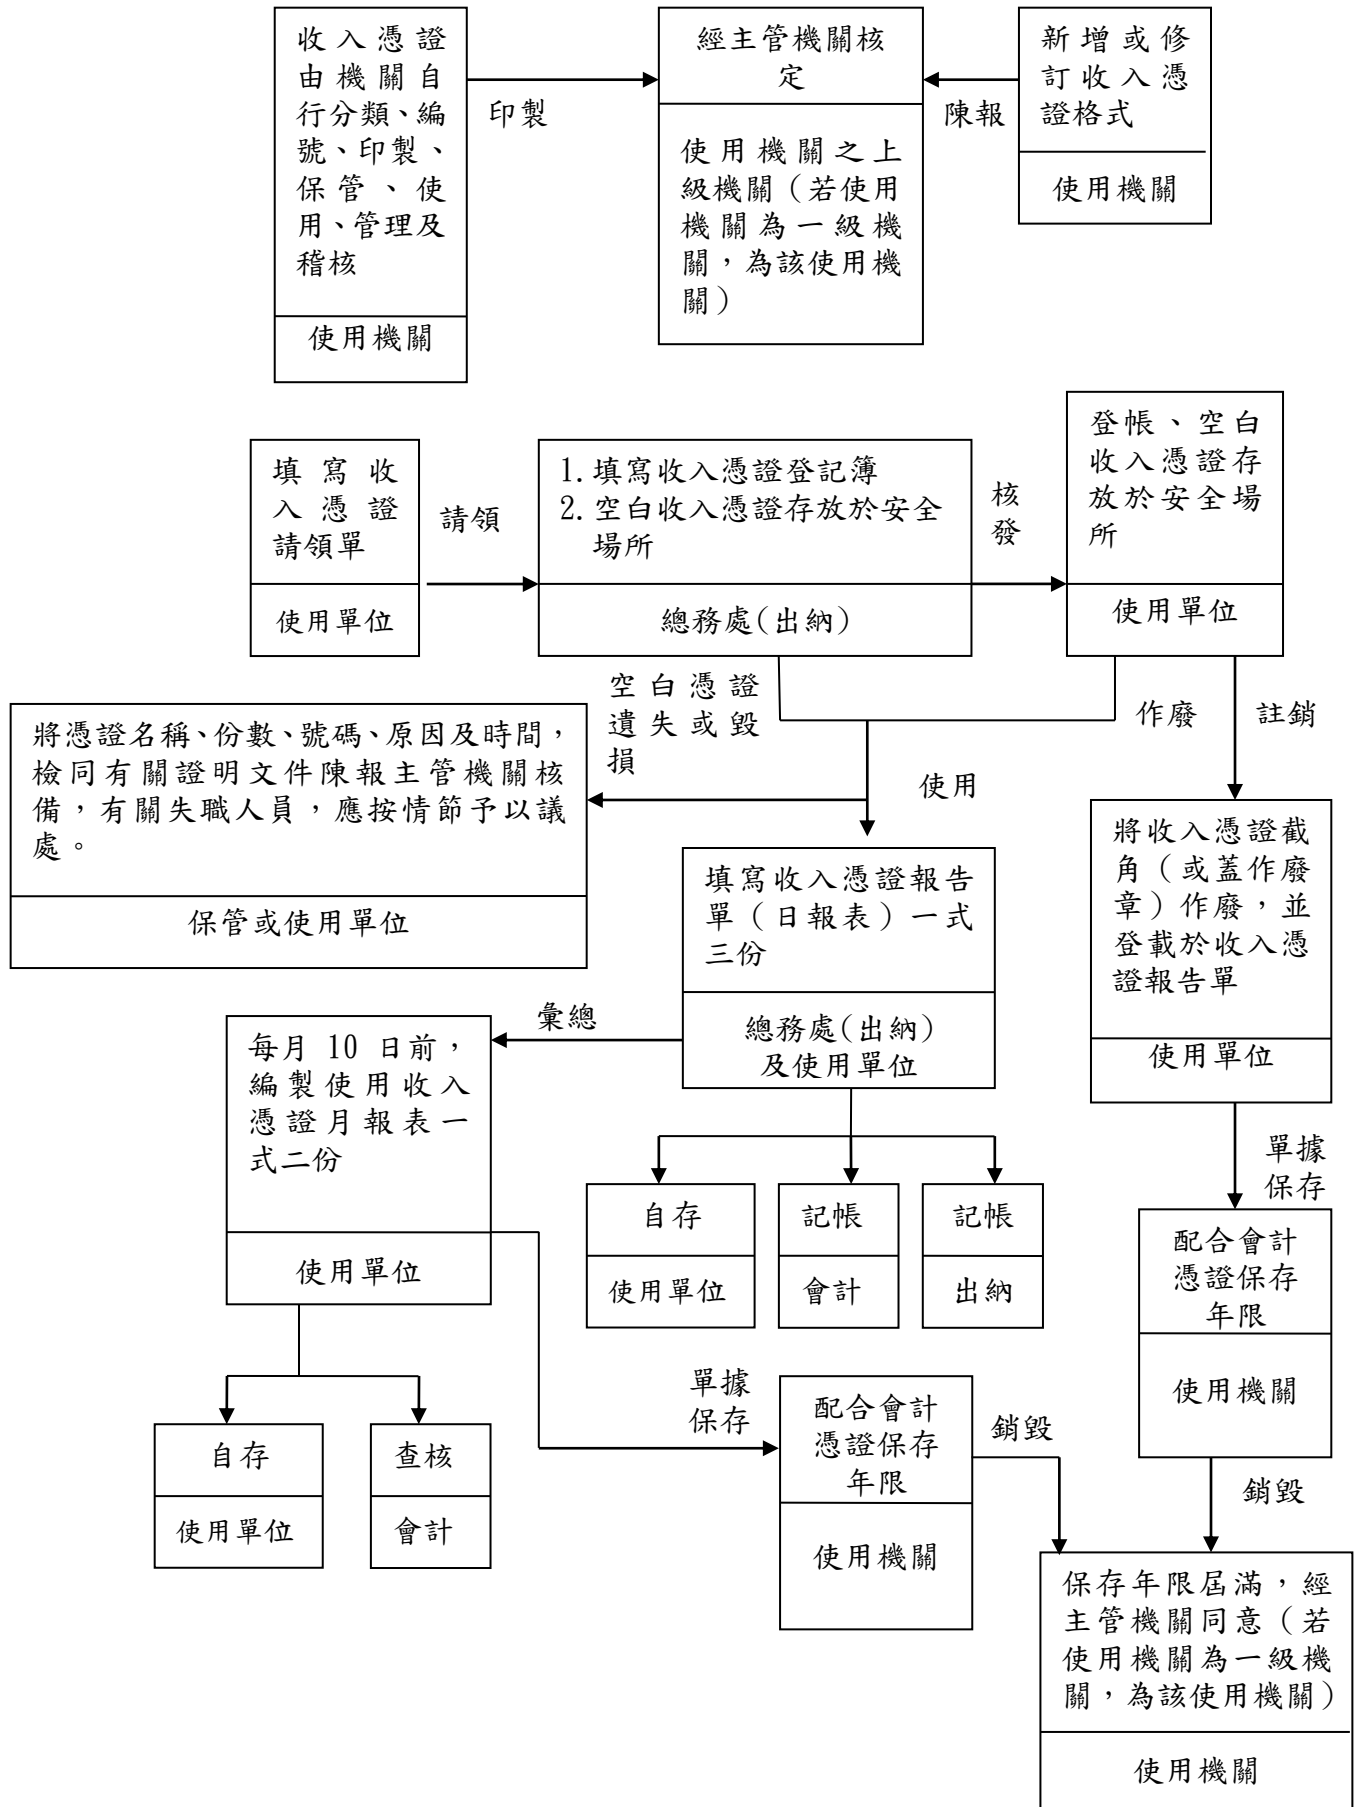 收入憑證
由機關自
行分類、編
號、印製、
保管、使
用、管理及
稽核
使用機關
印製
經主管機關核
定
使用機關之上
級機關（若使用
機關為一級機
關，為該使用機
關）
陳報
新增或修
訂收入憑
證格式
使用機關
填寫收
入憑證
請領單
使用單位
請領
1.填寫收入憑證登記簿
2.空白收入憑證存放於安全
場所
總務處(出納)
核
發
登帳、空白
收入憑證存
放於安全場
所
使用單位
空白憑證
遺失或毀
損
使用
作廢
註銷
將憑證名稱、份數、號碼、原因及時間，
檢同有關證明文件陳報主管機關核
備，有關失職人員，應按情節予以議
處。
保管或使用單位
填寫收入憑證報告
單（日報表）一式
三份
總務處(出納)
及使用單位
將收入憑證截
角（或蓋作廢
章）作廢，並
登載於收入憑
證報告單
使用單位
彙總
每月 10 日前，
編製使用收入
憑證月報表一
式二份
使用單位
自存
使用單位
記帳
會計
記帳
出納
單據
保存
配合會計
憑證保存
年限
使用機關
自存
使用單位
查核
會計
單據
保存
配合會計
憑證保存
年限
使用機關
銷毀
銷毀
保存年限屆滿，經
主管機關同意（若
使用機關為一級機
關，為該使用機關）
使用機關